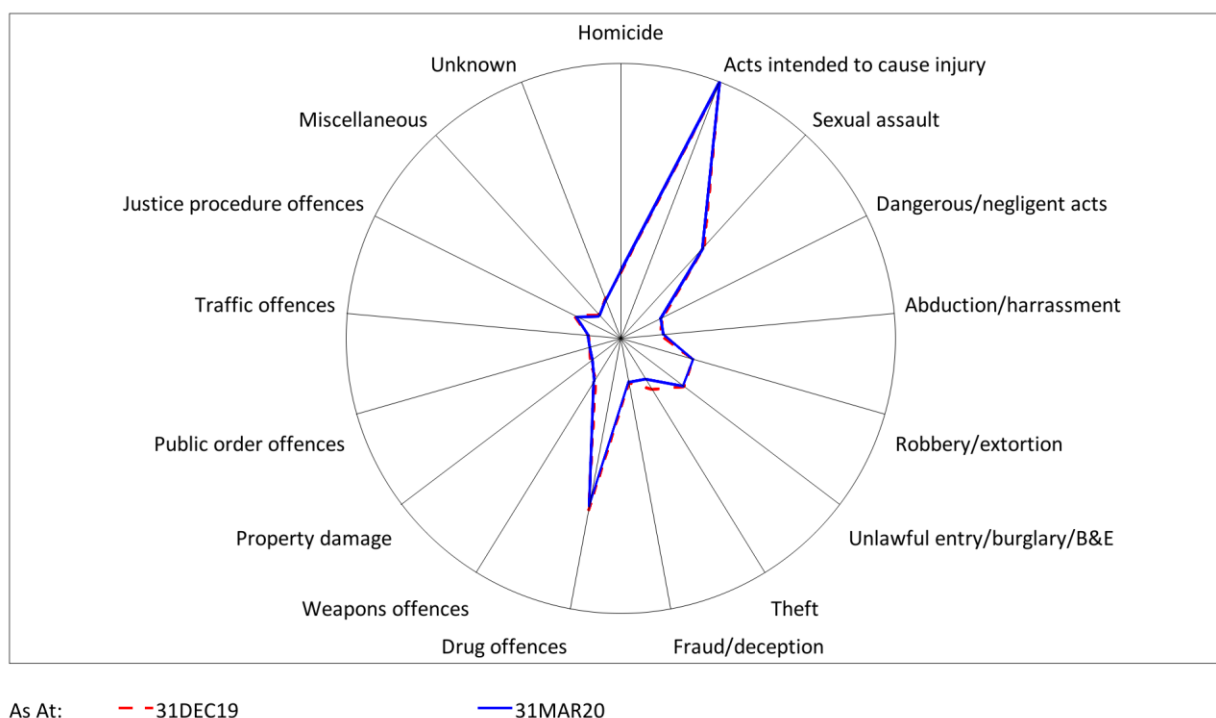 Homicide
Unknown
Acts intended to cause injury
Miscellaneous
Sexual assault
Justice procedure offences
Dangerous/negligent acts
Traffic offences
Abduction/harrassment
Public order offences
Robbery/extortion
Property damage
Unlawful entry/burglary/B&E
Weapons offences
Theft
Drug offences
Fraud/deception
As At: 31DEC19 31MAR20